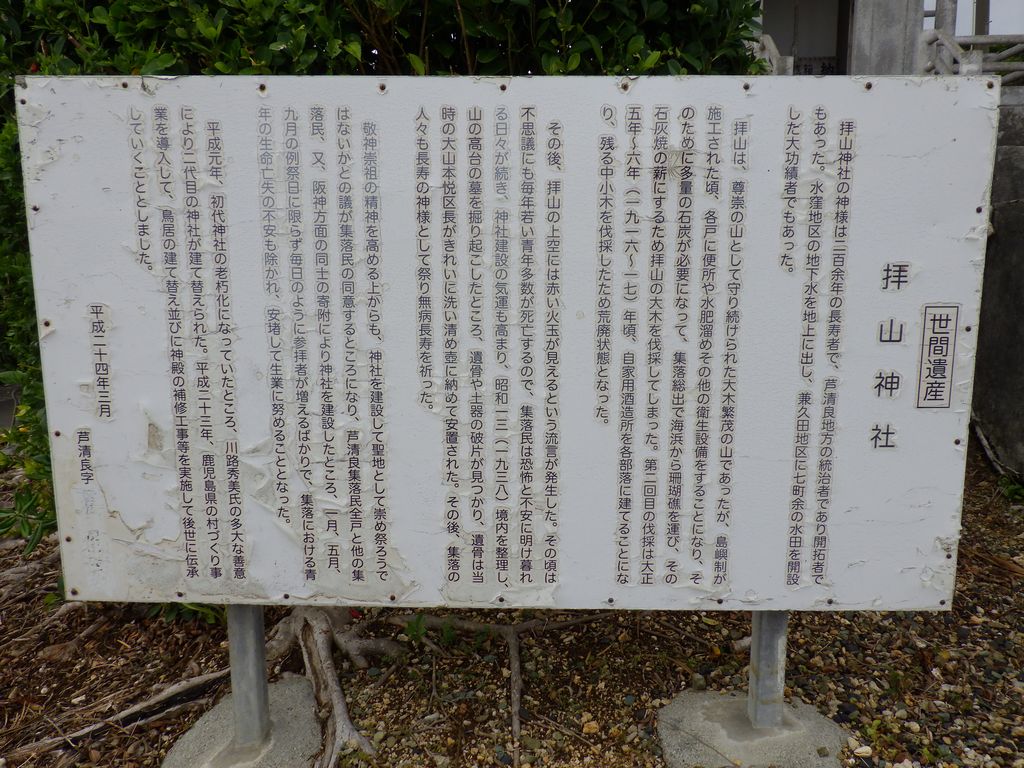 世間遺産
拝山神社
拝山神社の神様は二百余年の長寿者で、芦清良地方の統治者であり開拓者で
もあった。水窪地区の地下水を地上に出し、兼久田地区に七町余の水田を開設
した大功績者でもあった。
拝山は、尊崇の山として守り続けられた大木繁茂の山であったが、島嶼制が
施工された頃、各戸に便所や水肥溜めその他の衛生設備をすることになり、そ
のために多量の石炭が必要になって、集落総出で海浜から珊瑚礁を運び、その
石灰焼の薪にするため拝山の大木を伐採してしまった。第二回目の伐採は大正
五年～六年（一九一六～一七）年頃、自家用酒造所を各部落に建てることにな
り、残る中小木を伐採したため荒廃状態となった。
その後、拝山の上空には赤い火玉が見えるという流言が発生した。その頃は
不思議にも毎年若い青年多数が死亡するので、集落民は恐怖と不安に明け暮れ
る日々が続き、神社建設の気運も高まり、昭和一三（一九三八）境内を整理し、
山の高台の墓を掘り起こしたところ、遺骨や土器の破片が見つかり、遺骨は当
時の大山本悦区長がきれいに洗い清め壺に納めて安置された。その後、集落の
人々も長寿の神様として祭り無病長寿を祈った。
敬神崇祖の精神を高める上からも、神社を建設して聖地として崇め祭ろうで
はないかとの議が集落民の同意するところになり、芦清良集落民全戸と他の集
落民、又、阪神方面の同士の寄附により神社を建設したところ、一月、五月、
九月の例祭日に限らず毎日のように参拝者が増えるばかりで、集落における青
年の生命亡失の不安も除かれ、安堵して生業に努めることとなった。
平成元年、初代神社の老朽化になっていたところ、川路秀美氏の多大な善意
により二代目の神社が建て替えられた。平成二十三年、鹿児島県の村づくり事
業を導入して、鳥居の建て替え並びに神殿の補修工事等を実施して後世に伝承
していくこととしました。
平成二十四年三月
芦清良字